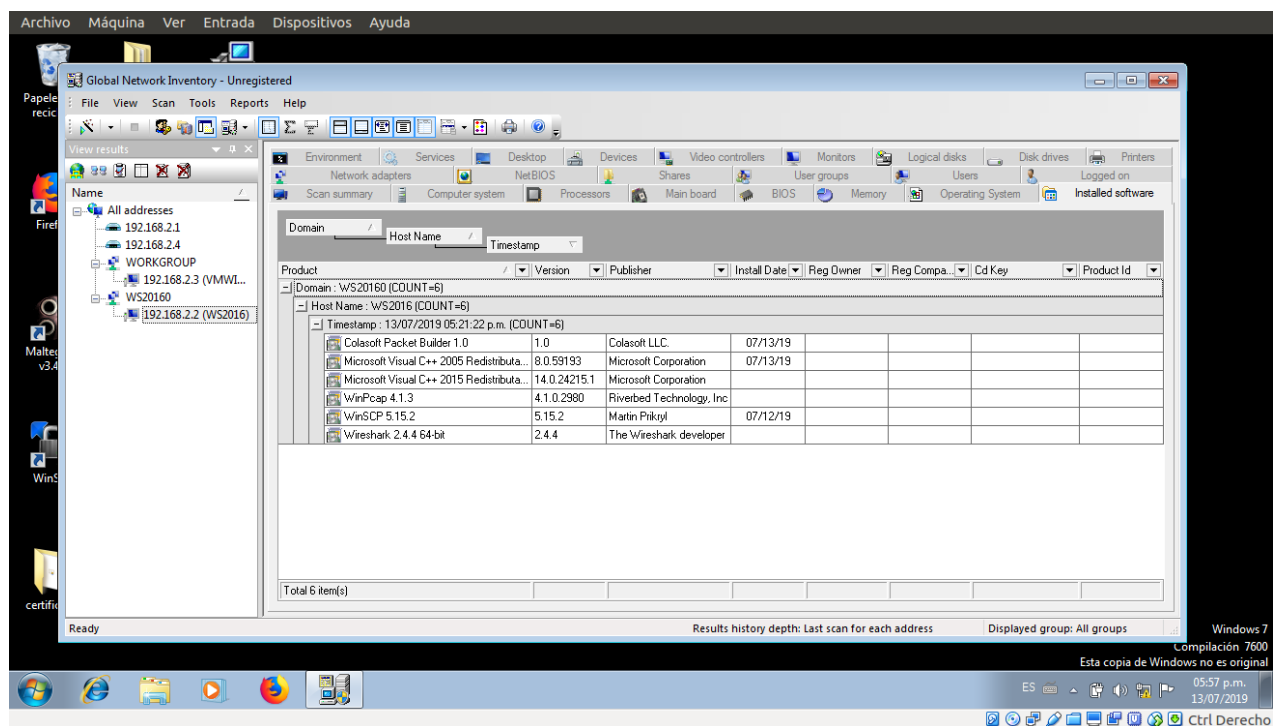 Archivo Máquina Ver Entrada Dispositivos Ayuda
Global Network Inventory - Unregistered
File View Scan Tools Reports Help
View results
Name
All addresses
192.168.2.1
192.168.2.4
WORKGROUP
192.168.2.3 (VMWI...
WS20160
192.168.2.2 (WS2016)
Environment Services Desktop Devices Video controllers Monitors Logical disks Disk drives Printers
Network adapters NetBIOS Shares User groups Users Logged on
Scan summary Computer system Processors Main board BIOS Memory Operating System Installed software
Domain
Host Name
Timestamp
Product Version Publisher Install Date Reg Owner Reg Compa... Cd Key Product Id
Domain : WS20160 (COUNT=6)
Host Name : WS2016 (COUNT=6)
Timestamp : 13/07/2019 05:21:22 p.m. (COUNT=6)
Colasoft Packet Builder 1.0 1.0 Colasoft LLC. 07/13/19
Microsoft Visual C++ 2005 Redistributa... 8.0.59193 Microsoft Corporation 07/13/19
Microsoft Visual C++ 2015 Redistributa... 14.0.24215.1 Microsoft Corporation
WinPcap 4.1.3 4.1.0.2980 Riverbed Technology, Inc
WinSCP 5.15.2 5.15.2 Martin Prikryl 07/12/19
Wireshark 2.4.4 64-bit 2.4.4 The Wireshark developer
Total 6 item(s)
Ready
Results history depth: Last scan for each address
Displayed group: All groups
Papele
recic
Firef
Malteg
v3.4
WinS
certific
Windows 7
Compilación 7600
Esta copia de Windows no es original
ES
05:57 p.m.
13/07/2019
Ctrl Derecho